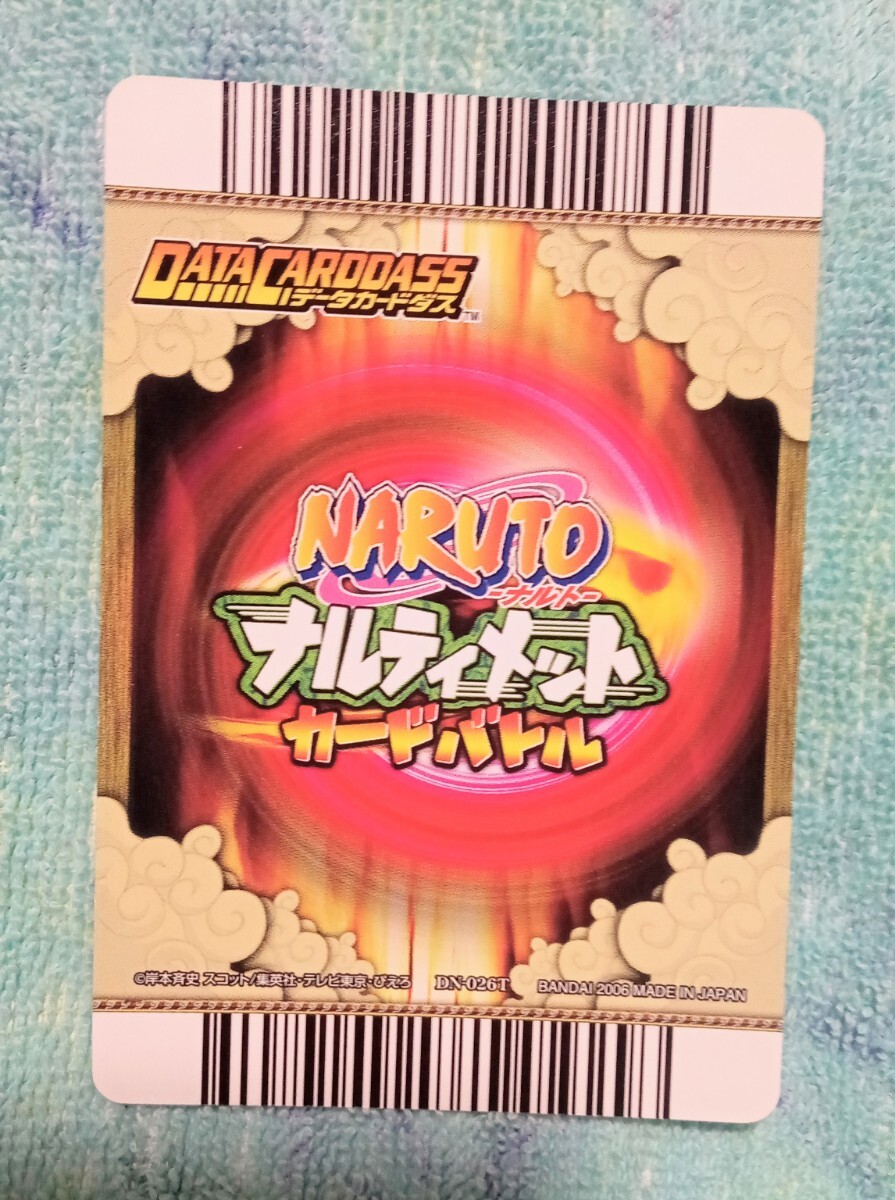 DATA CARDDASS
データカードダス TM
NARUTO
-ナルト-
ナルティメット
カードバトル
©岸本斉史 スコット/集英社・テレビ東京・ぴえろ DN-026T BANDAI 2006 MADE IN JAPAN